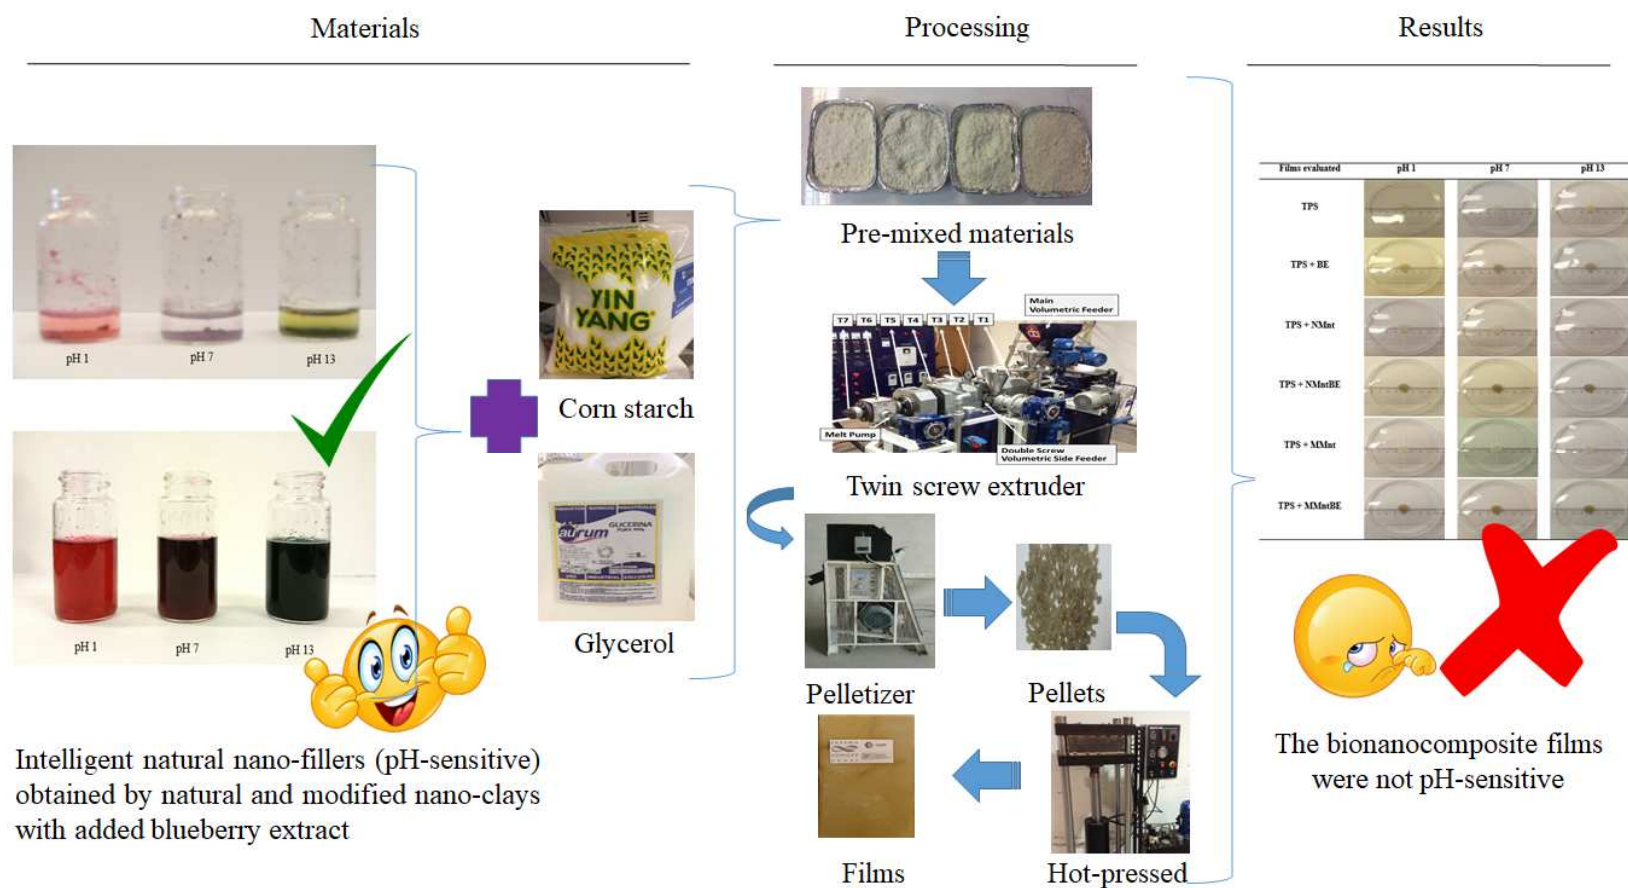 Materials
Processing
Results
pH 1
pH 7
pH 13
pH 1
pH 7
pH 13
Intelligent natural nano-fillers (pH-sensitive)
obtained by natural and modified nano-clays
with added blueberry extract
YIN
YANG
Corn starch
aurum
GLICERINA
Glycerol
Pre-mixed materials
Main
Volumetric Feeder
T7 T6 T5 T4 T3 T2 T1
Melt Pump
Double Screw
Volumetric Side Feeder
Twin screw extruder
Pelletizer
Pellets
Films
Hot-pressed
Films evaluated pH 1 pH 7 pH 13
TPS
TPS + BE
TPS + NMnt
TPS + NMntBE
TPS + MMnt
TPS + MMntBE
The bionanocomposite films
were not pH-sensitive